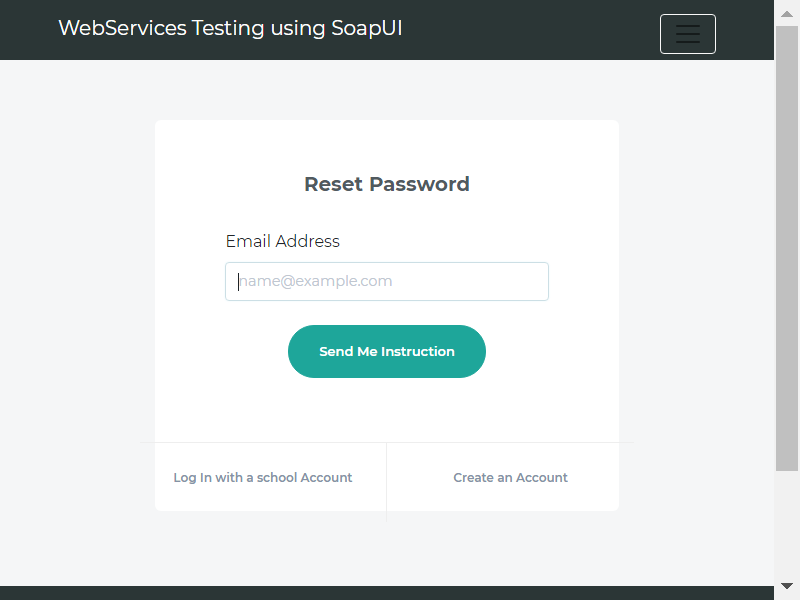 WebServices Testing using SoapUI
Reset Password
Email Address
name@example.com
Send Me Instruction
Log In with a school Account
Create an Account